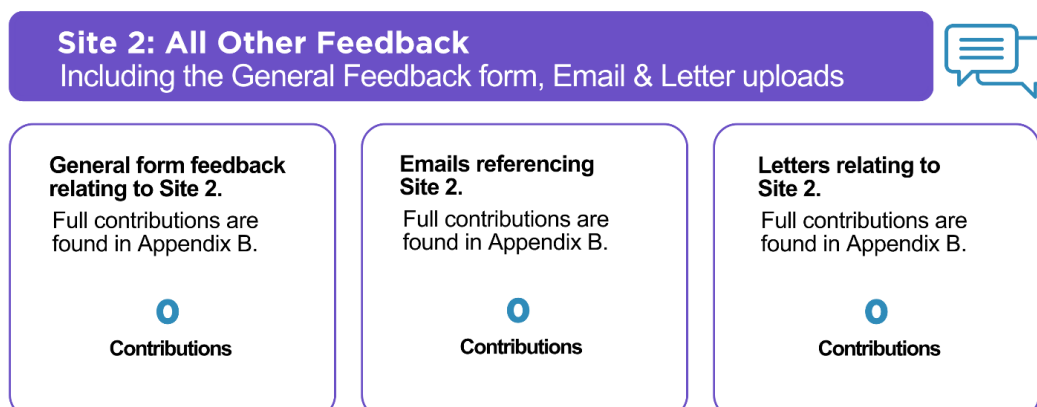 Site 2: All Other Feedback
Including the General Feedback form, Email & Letter uploads
General form feedback
relating to Site 2.
Full contributions are
found in Appendix B.
0
Contributions
Emails referencing
Site 2.
Full contributions are
found in Appendix B.
0
Contributions
Letters relating to
Site 2.
Full contributions are
found in Appendix B.
0
Contributions